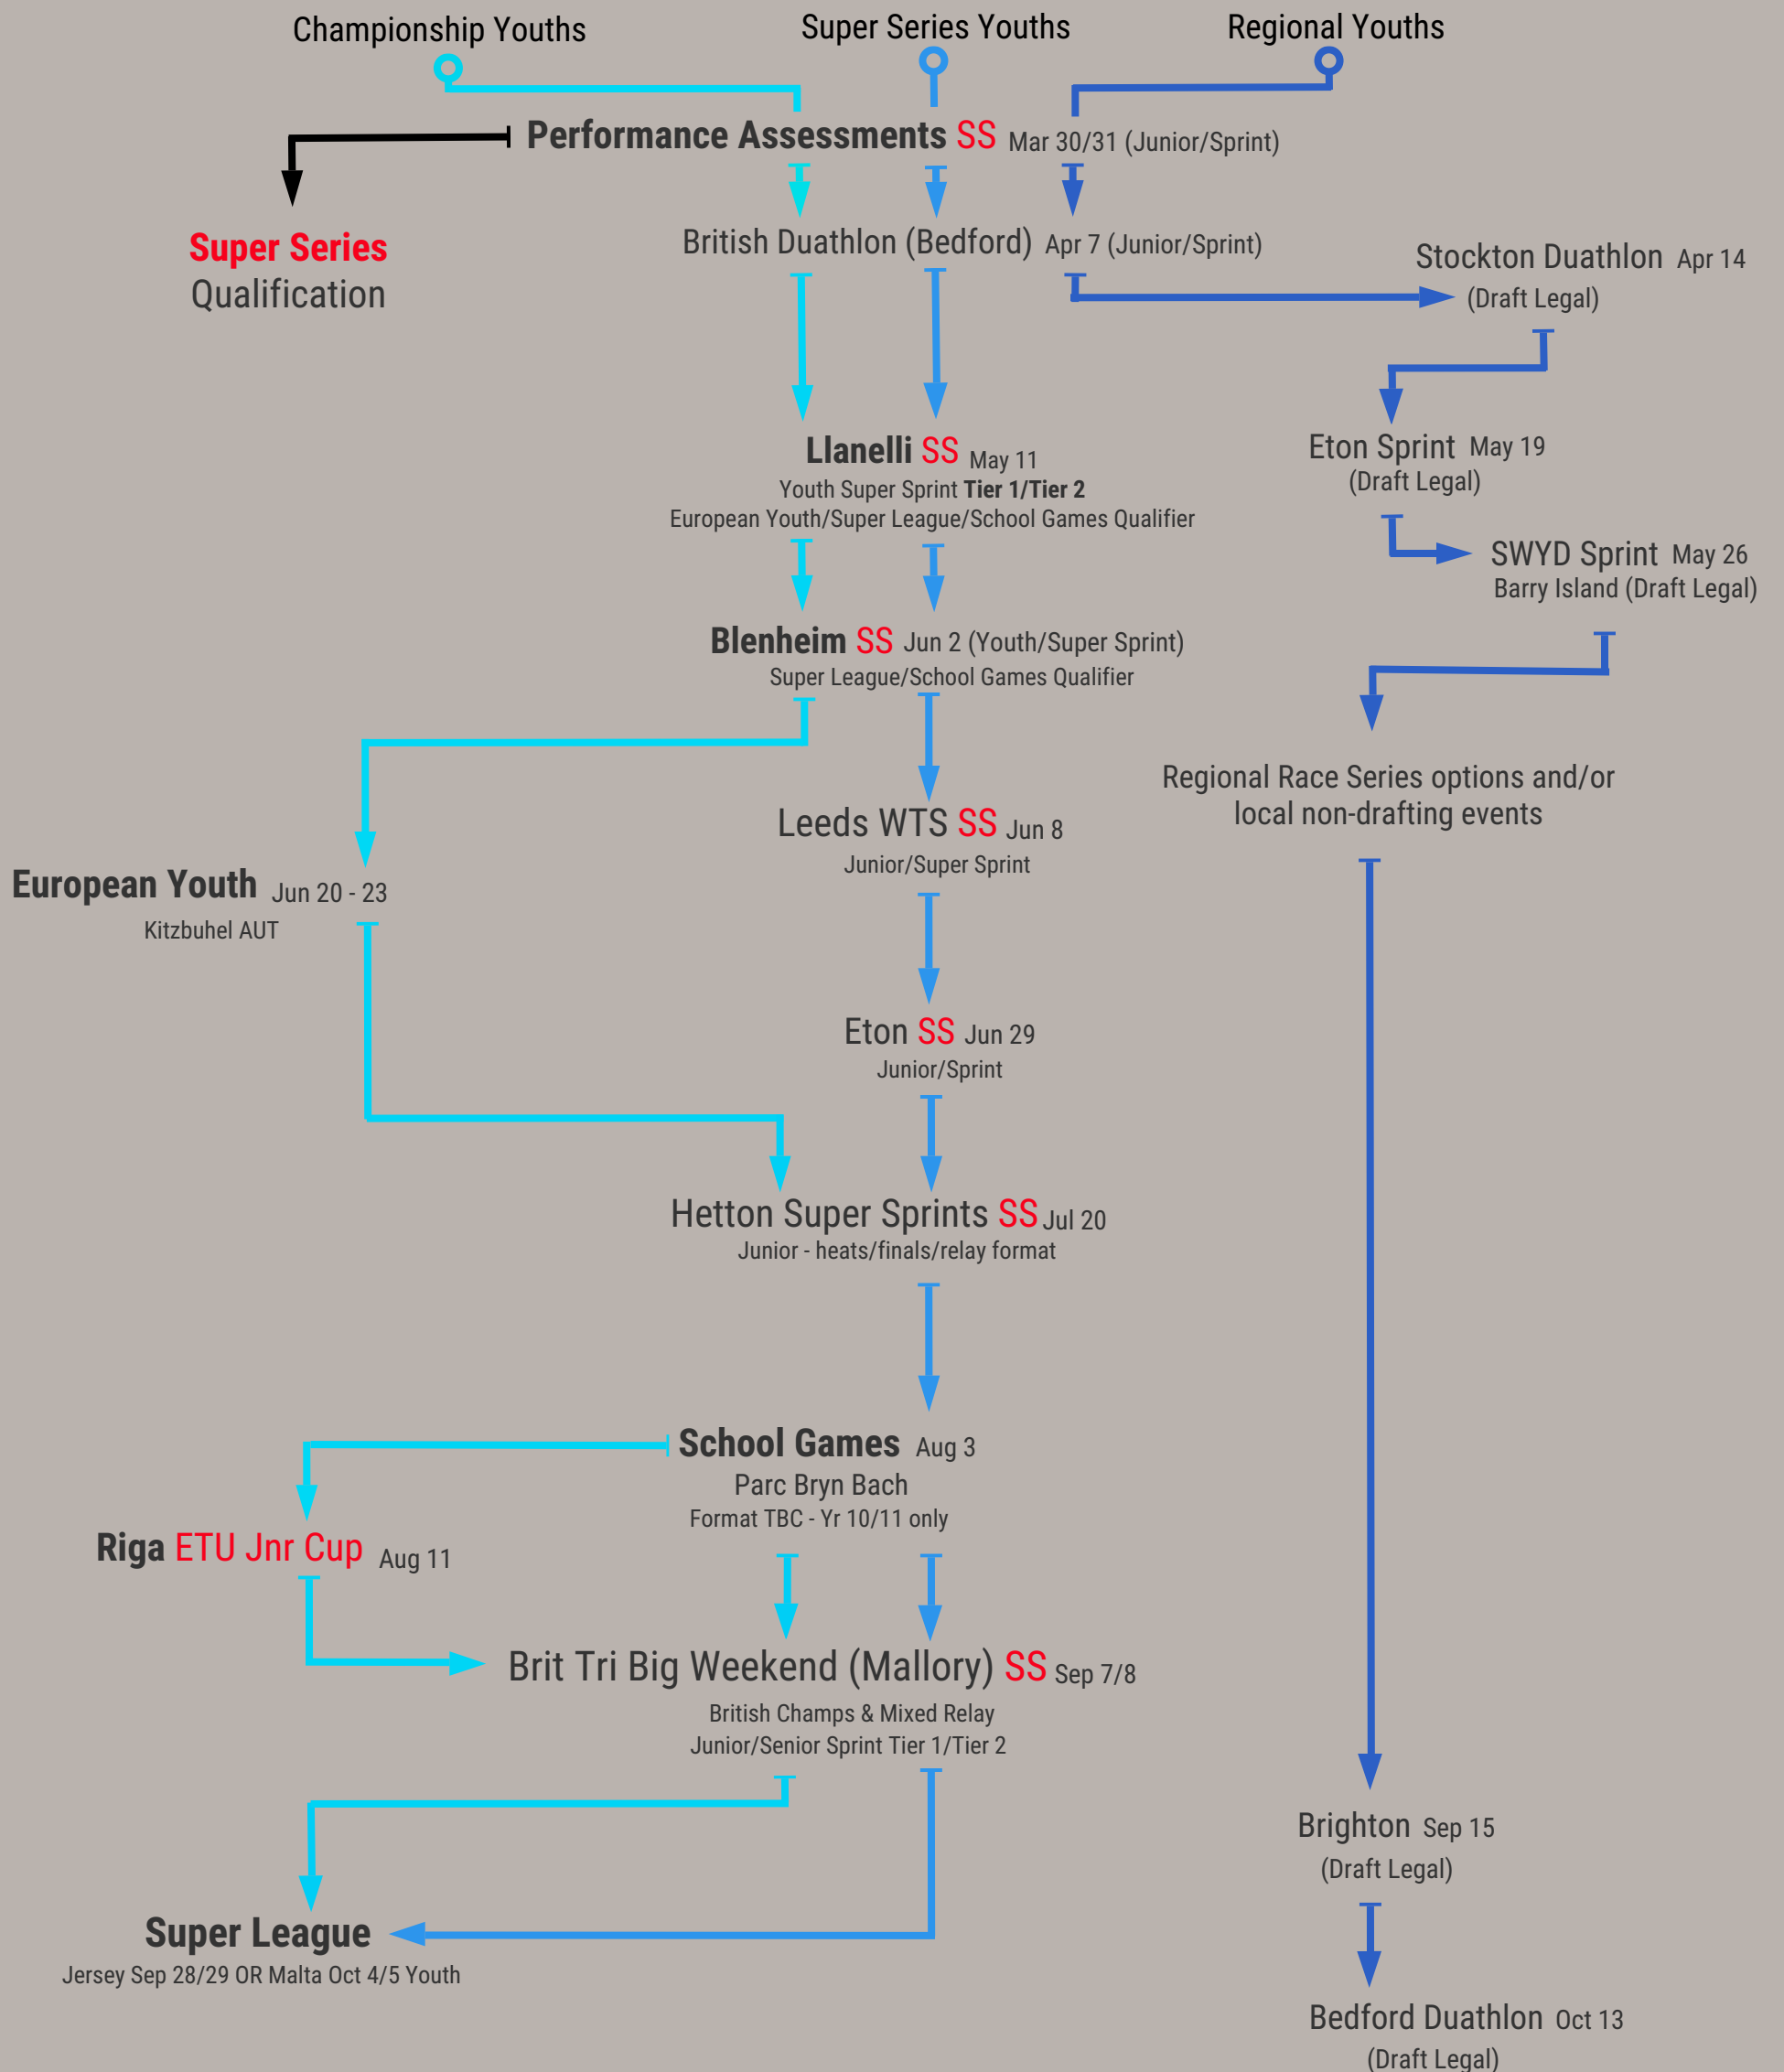 Championship Youths
Super Series Youths
Regional Youths
Performance Assessments SS Mar 30/31 (Junior/Sprint)
Super Series
Qualification
British Duathlon (Bedford) Apr 7 (Junior/Sprint)
Stockton Duathlon Apr 14
(Draft Legal)
Llanelli SS May 11
Youth Super Sprint Tier 1/Tier 2
European Youth/Super League/School Games Qualifier
Eton Sprint May 19
(Draft Legal)
SWYD Sprint May 26
Barry Island (Draft Legal)
Blenheim SS Jun 2 (Youth/Super Sprint)
Super League/School Games Qualifier
Regional Race Series options and/or
local non-drafting events
Leeds WTS SS Jun 8
Junior/Super Sprint
European Youth Jun 20 - 23
Kitzbuhel AUT
Eton SS Jun 29
Junior/Sprint
Hetton Super Sprints SS Jul 20
Junior - heats/finals/relay format
School Games Aug 3
Parc Bryn Bach
Format TBC - Yr 10/11 only
Riga ETU Jnr Cup Aug 11
Brit Tri Big Weekend (Mallory) SS Sep 7/8
British Champs & Mixed Relay
Junior/Senior Sprint Tier 1/Tier 2
Brighton Sep 15
(Draft Legal)
Super League
Jersey Sep 28/29 OR Malta Oct 4/5 Youth
Bedford Duathlon Oct 13
(Draft Legal)